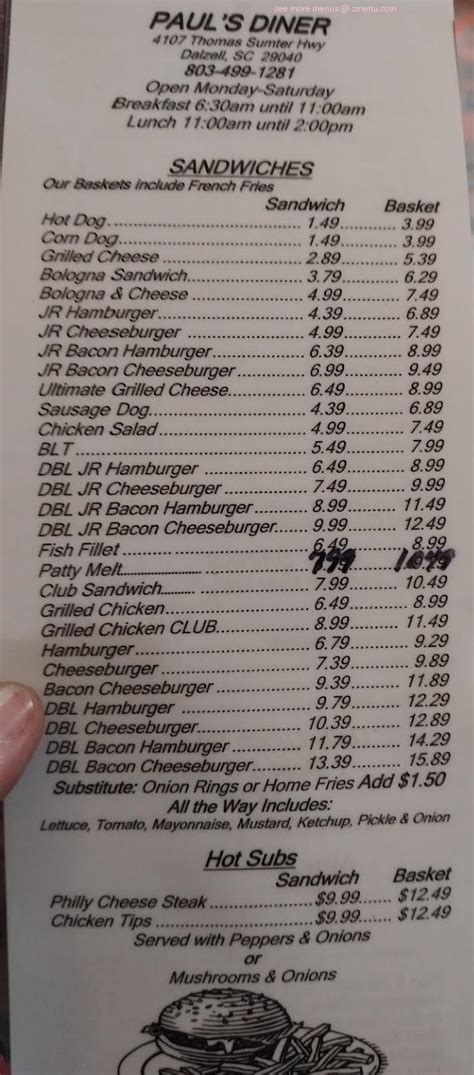 see more menus @ zmenu.com
PAUL'S DINER
4107 Thomas Sumter Hwy
Dalzell, SC 29040
803-499-1281
Open Monday-Saturday
Breakfast 6:30am until 11:00am
Lunch 11:00am until 2:00pm
SANDWICHES
Our Baskets include French Fries
Sandwich Basket
Hot Dog 1.49 3.99
Corn Dog 1.49 3.99
Grilled Cheese 2.89 5.39
Bologna Sandwich 3.79 6.29
Bologna & Cheese 4.99 7.49
JR Hamburger 4.39 6.89
JR Cheeseburger 4.99 7.49
JR Bacon Hamburger 6.39 8.99
JR Bacon Cheeseburger 6.99 9.49
Ultimate Grilled Cheese 6.49 8.99
Sausage Dog 4.39 6.89
Chicken Salad 4.99 7.49
BLT 5.49 7.99
DBL JR Hamburger 6.49 8.99
DBL JR Cheeseburger 7.49 9.99
DBL JR Bacon Hamburger 8.99 11.49
DBL JR Bacon Cheeseburger 9.99 12.49
Fish Fillet 6.49 8.99
Patty Melt 7.99
Club Sandwich 7.99 10.49
Grilled Chicken 6.49 8.99
Grilled Chicken CLUB 8.99 11.49
Hamburger 6.79 9.29
Cheeseburger 7.39 9.89
Bacon Cheeseburger 9.39 11.89
DBL Hamburger 9.79 12.29
DBL Cheeseburger 10.39 12.89
DBL Bacon Hamburger 11.79 14.29
DBL Bacon Cheeseburger 13.39 15.89
Substitute: Onion Rings or Home Fries Add $1.50
All the Way Includes:
Lettuce, Tomato, Mayonnaise, Mustard, Ketchup, Pickle & Onion
Hot Subs
Sandwich Basket
Philly Cheese Steak $9.99 $12.49
Chicken Tips $9.99 $12.49
Served with Peppers & Onions
or
Mushrooms & Onions